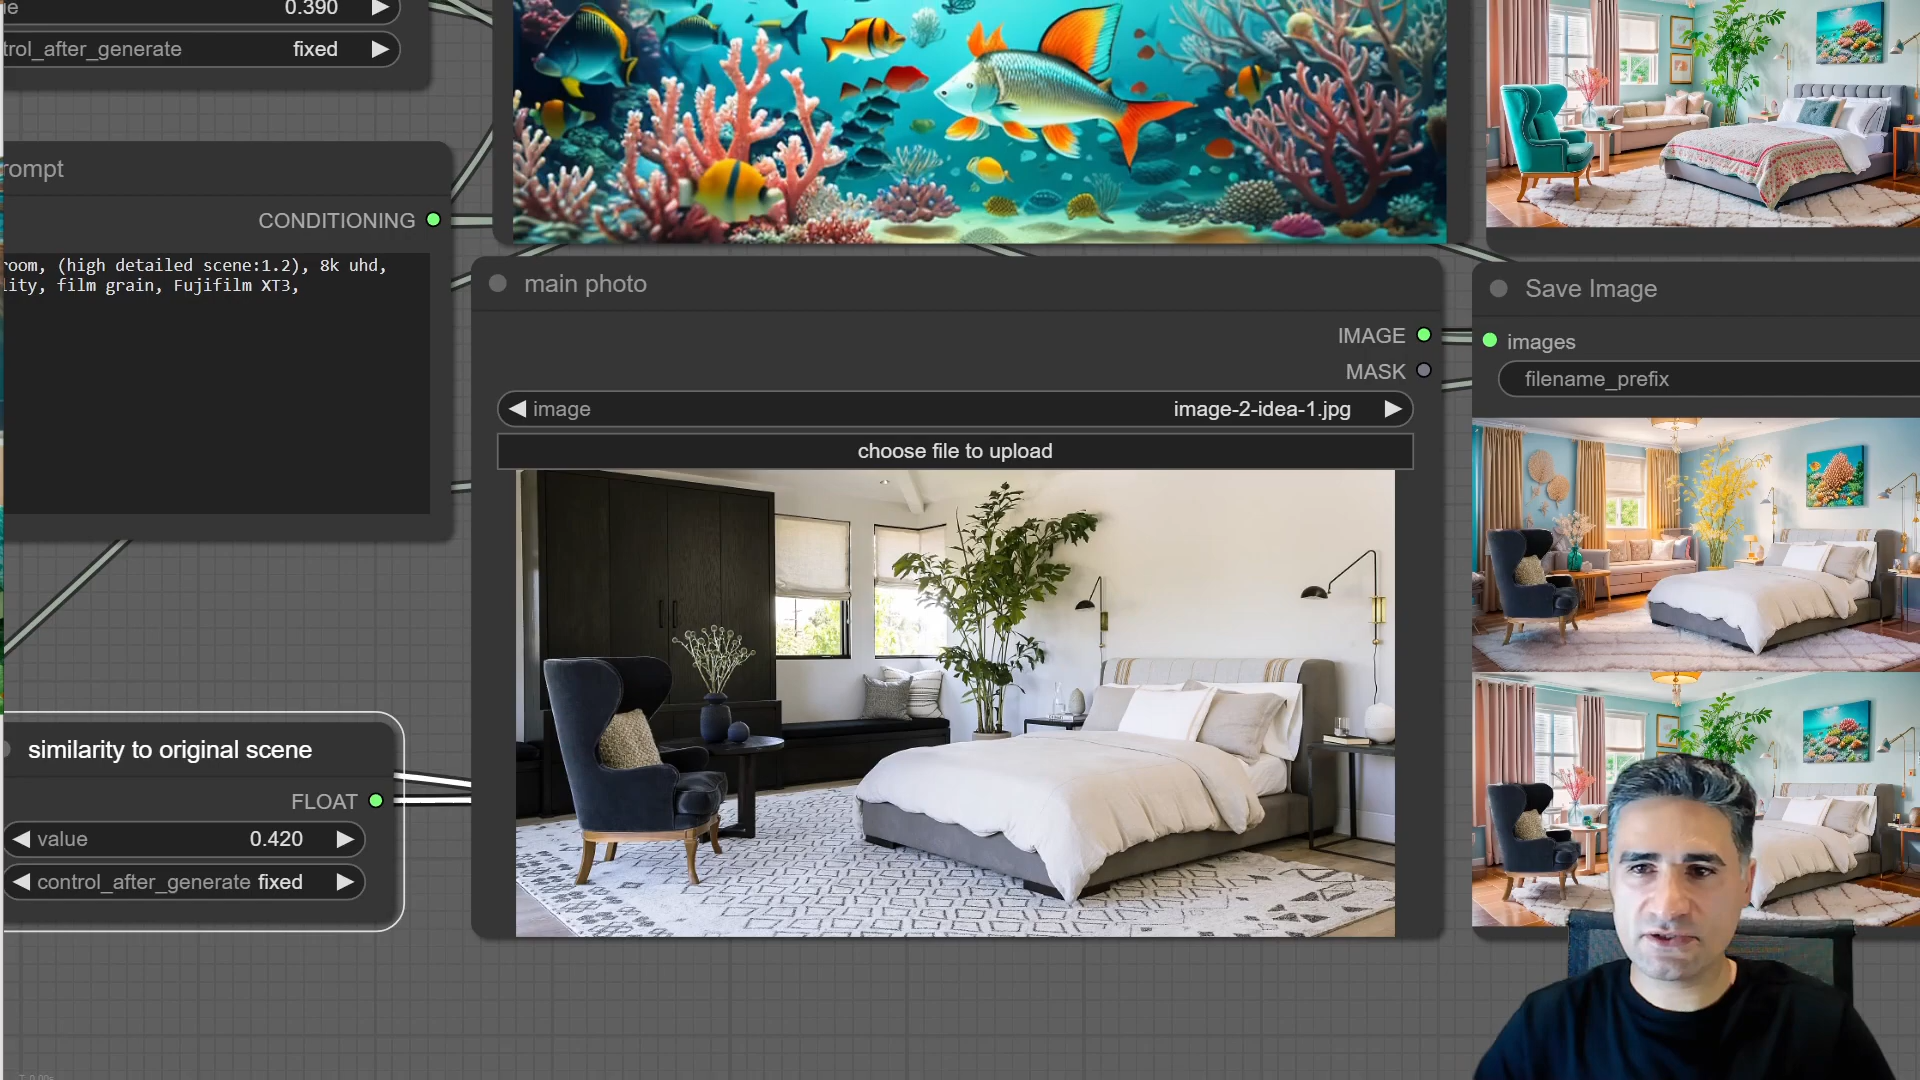 0.390
trol_after_generate fixed
rompt
CONDITIONING
room, (high detailed scene:1.2), 8k uhd,
lity, film grain, Fujifilm XT3,
main photo
IMAGE
MASK
image image-2-idea-1.jpg
choose file to upload
Save Image
images
filename_prefix
similarity to original scene
FLOAT
value 0.420
control_after_generate fixed